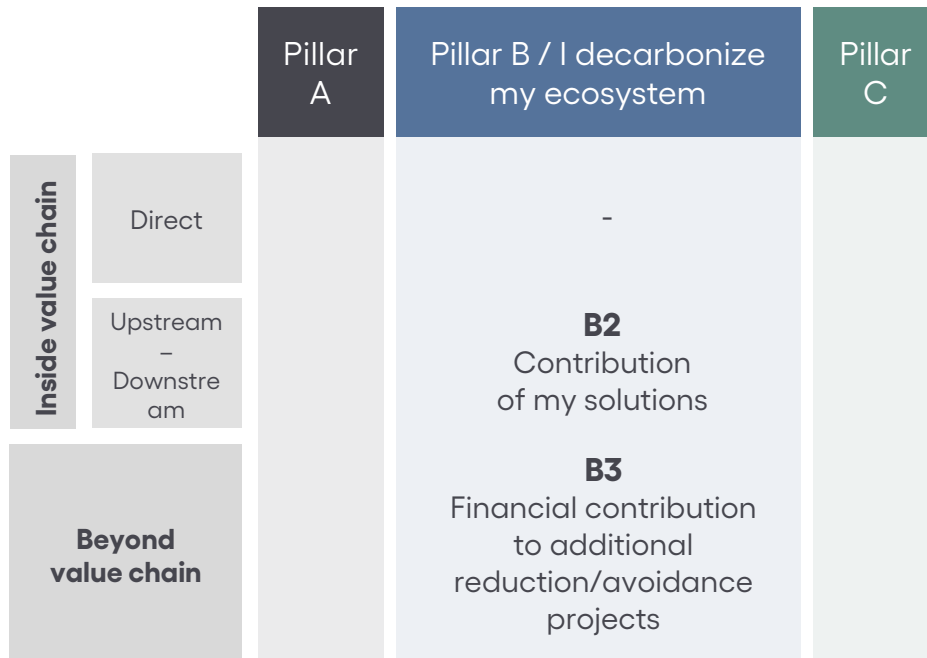 Pillar
A
Pillar B / I decarbonize
my ecosystem
Pillar
C
Inside value chain
Direct
-
Upstream
–
Downstre
am
B2
Contribution
of my solutions
Beyond
value chain
B3
Financial contribution
to additional
reduction/avoidance
projects